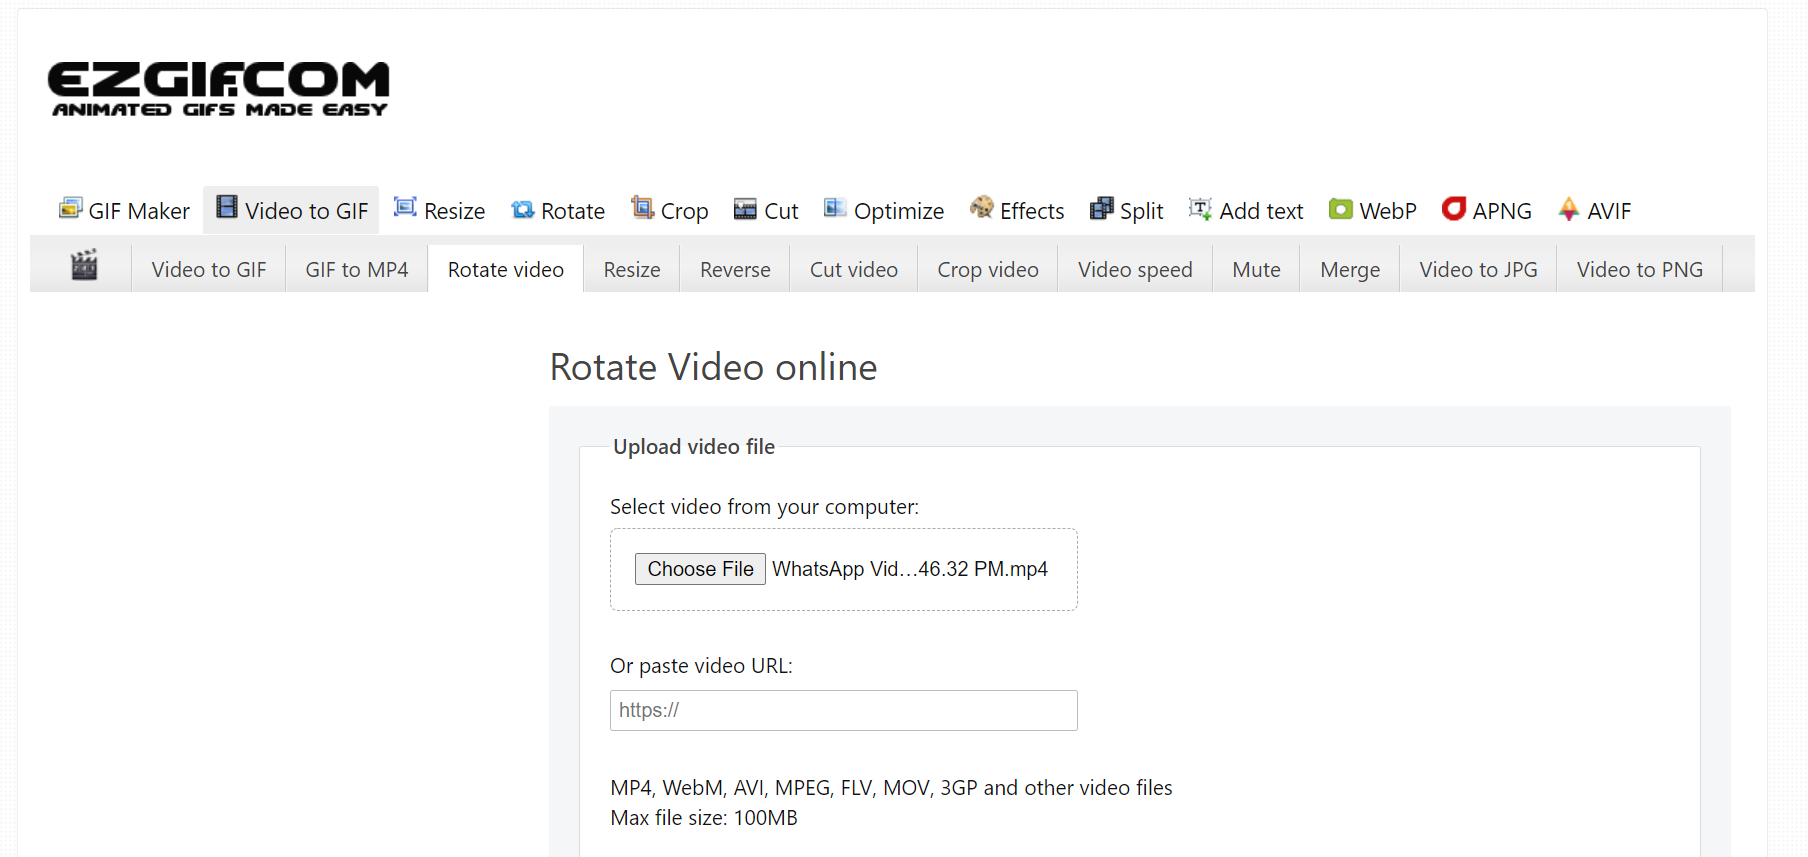 EZGIF.COM
ANIMATED GIFS MADE EASY
GIF Maker Video to GIF Resize Rotate Crop Cut Optimize Effects Split Add text WebP APNG AVIF
Video to GIF GIF to MP4 Rotate video Resize Reverse Cut video Crop video Video speed Mute Merge Video to JPG Video to PNG
Rotate Video online
Upload video file
Select video from your computer:
Choose File WhatsApp Vid...46.32 PM.mp4
Or paste video URL:
https://
MP4, WebM, AVI, MPEG, FLV, MOV, 3GP and other video files
Max file size: 100MB